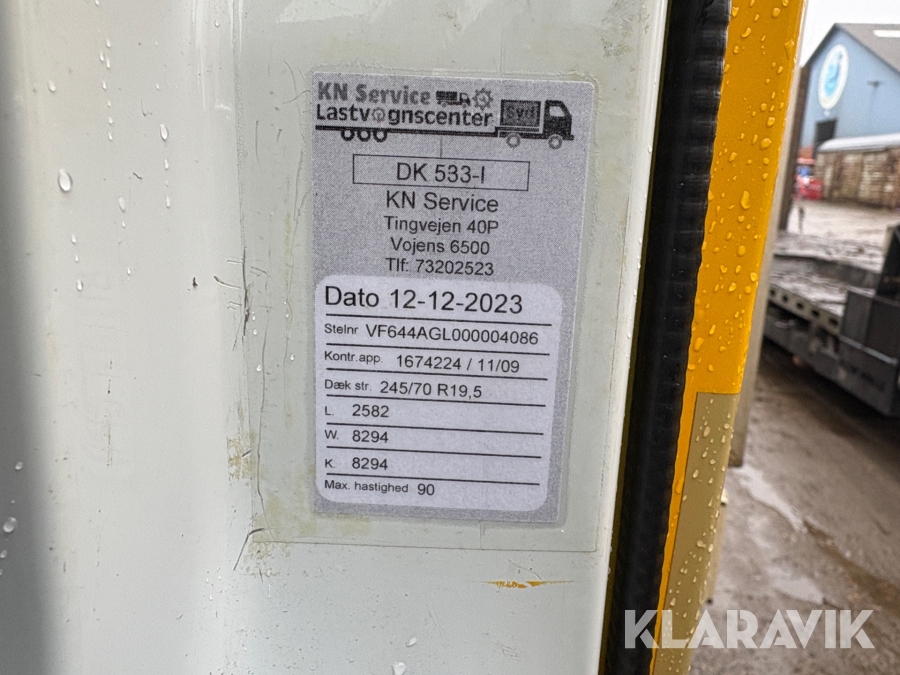 KN Service
Lastvognscenter
Syd
DK 533-I
KN Service
Tingvejen 40P
Vojens 6500
Tlf: 73202523
Dato 12-12-2023
Stelnr VF644AGL000004086
Kontr.app. 1674224 / 11/09
Dæk str. 245/70 R19,5
L. 2582
W. 8294
K. 8294
Max. hastighed 90
KLARAVIK